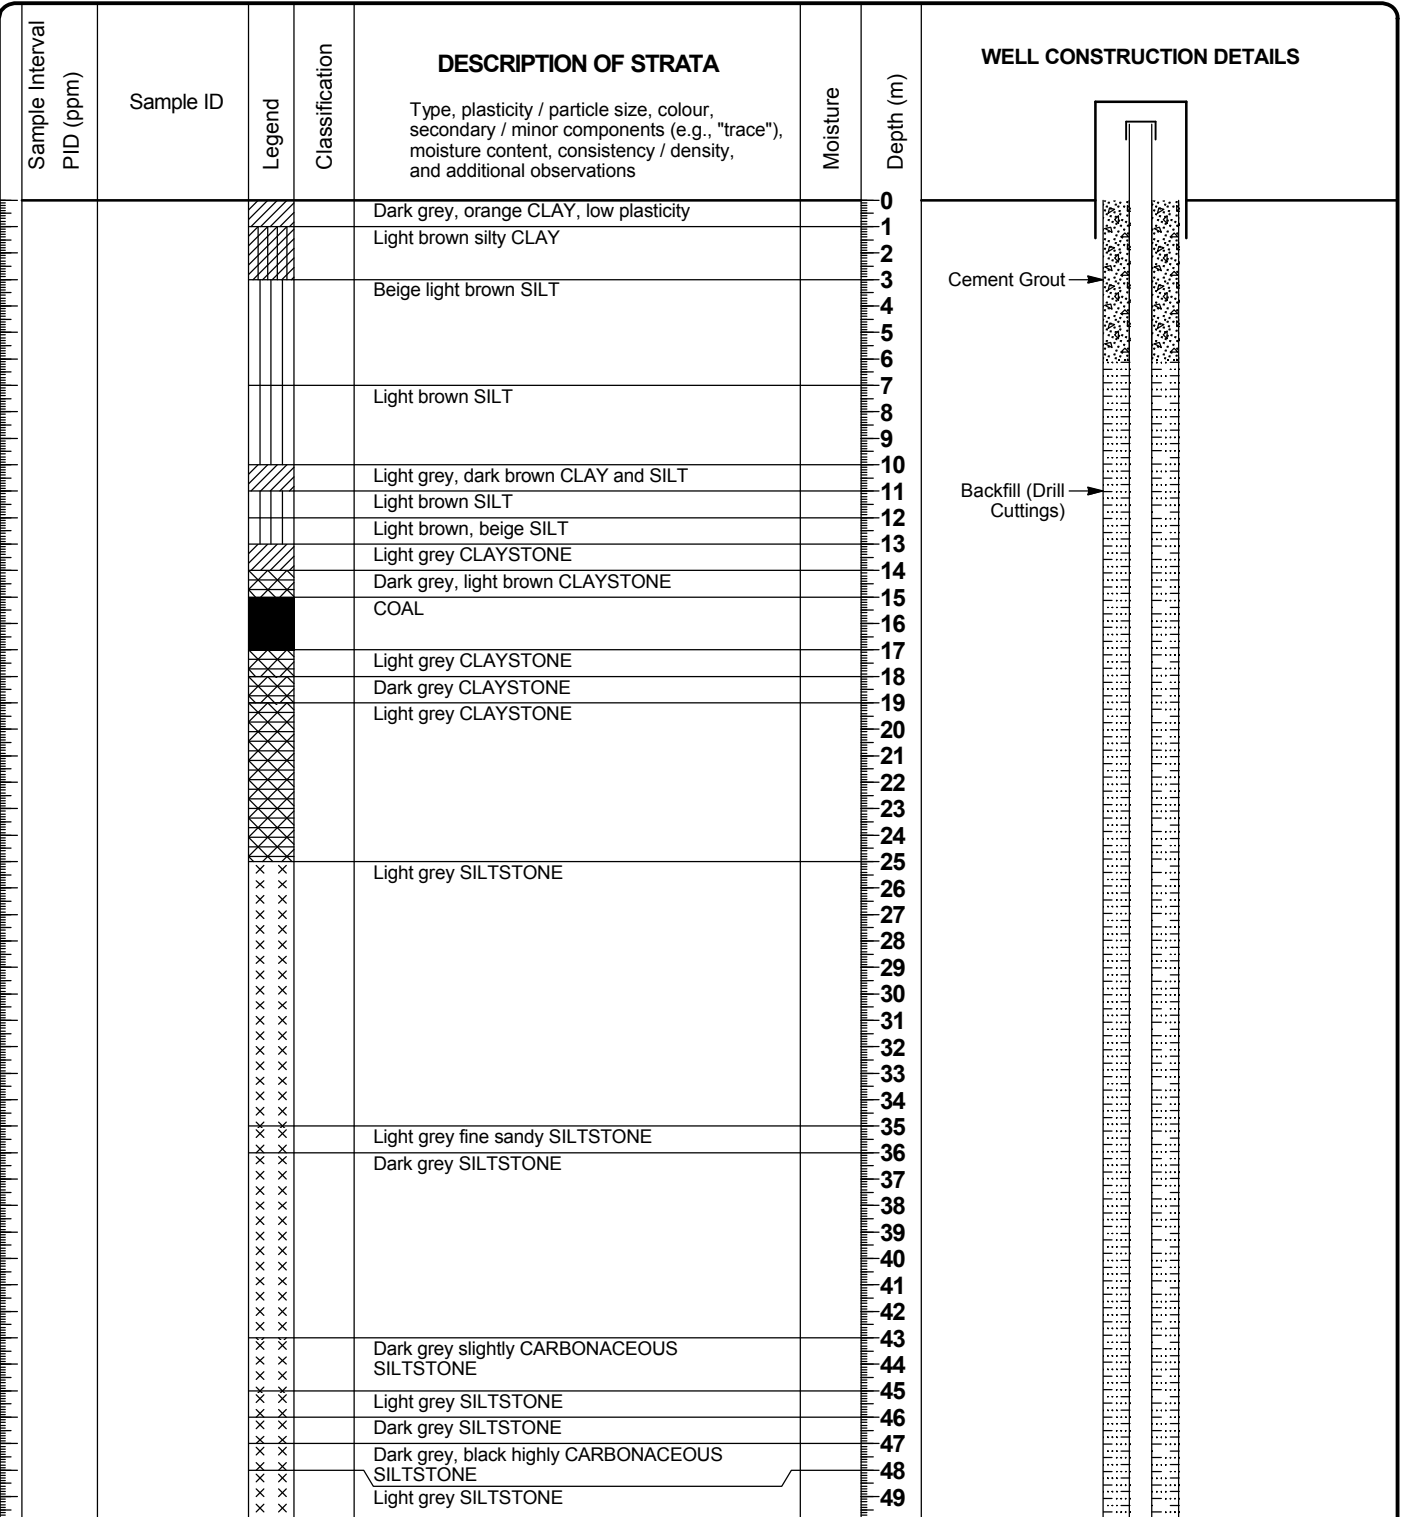 Sample Interval
PID (ppm)
Sample ID
Legend
Classification
DESCRIPTION OF STRATA
Type, plasticity / particle size, colour,
secondary / minor components (e.g., "trace"),
moisture content, consistency / density,
and additional observations
Moisture
Depth (m)
WELL CONSTRUCTION DETAILS
0
Dark grey, orange CLAY, low plasticity
1
Light brown silty CLAY
2
3
Cement Grout
Beige light brown SILT
4
5
6
7
Light brown SILT
8
9
10
Light grey, dark brown CLAY and SILT
11
Backfill (Drill
Cuttings)
Light brown SILT
12
Light brown, beige SILT
13
Light grey CLAYSTONE
14
Dark grey, light brown CLAYSTONE
15
COAL
16
17
Light grey CLAYSTONE
18
Dark grey CLAYSTONE
19
Light grey CLAYSTONE
20
21
22
23
24
25
Light grey SILTSTONE
26
27
28
29
30
31
32
33
34
35
Light grey fine sandy SILTSTONE
36
Dark grey SILTSTONE
37
38
39
40
41
42
43
Dark grey slightly CARBONACEOUS
SILTSTONE
44
45
Light grey SILTSTONE
46
Dark grey SILTSTONE
47
Dark grey, black highly CARBONACEOUS
SILTSTONE
48
Light grey SILTSTONE
49